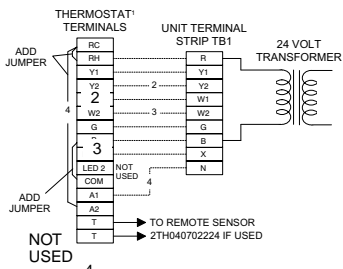 THERMOSTAT¹
TERMINALS
UNIT TERMINAL
STRIP TB1
24 VOLT
TRANSFORMER
ADD
JUMPER
RC
RH
Y1
Y2
2
W2
G
3
LED 2
COM
A1
A2
T
T
4
2
3
NOT
USED
4
R
Y1
Y2
W1
W2
G
B
X
N
ADD
JUMPER
TO REMOTE SENSOR
2TH040702224 IF USED
NOT
USED